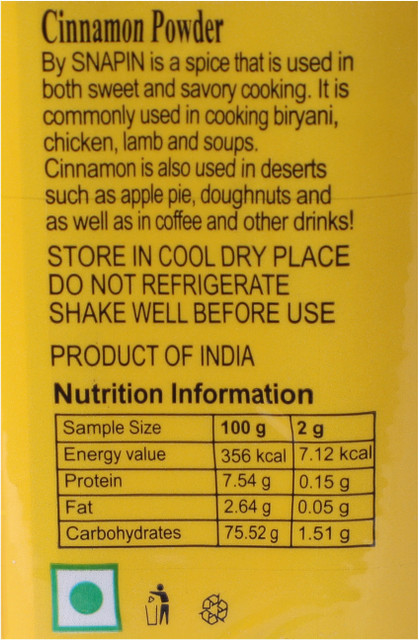 Cinnamon Powder
By SNAPIN is a spice that is used in
both sweet and savory cooking. It is
commonly used in cooking biryani,
chicken, lamb and soups.
Cinnamon is also used in deserts
such as apple pie, doughnuts and
as well as in coffee and other drinks!
STORE IN COOL DRY PLACE
DO NOT REFRIGERATE
SHAKE WELL BEFORE USE
PRODUCT OF INDIA
Nutrition Information
Sample Size 100 g 2 g
Energy value 356 kcal 7.12 kcal
Protein 7.54 g 0.15 g
Fat 2.64 g 0.05 g
Carbohydrates 75.52 g 1.51 g